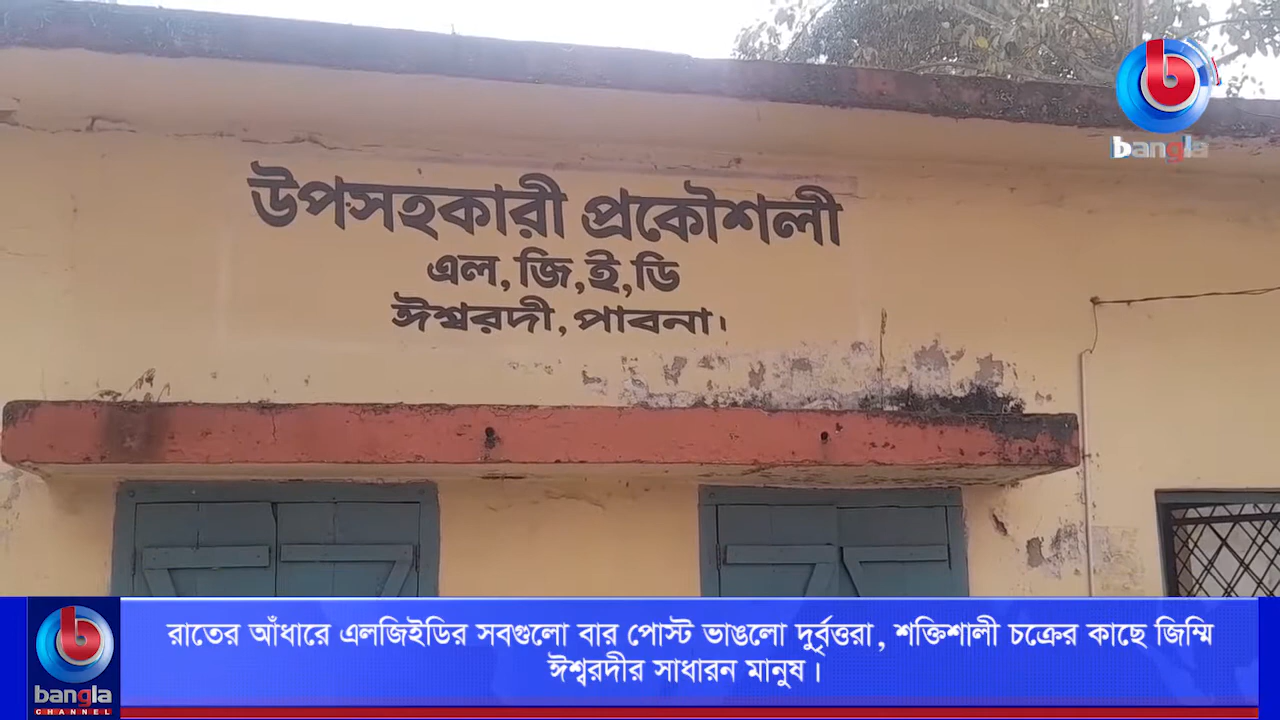 b
bangla
উপসহকারী প্রকৌশলী
এল,জি,ই,ডি
ঈশ্বরদী,পাবনা।
b
bangla
CHANNEL
রাতের আঁধারে এলজিইডির সবগুলো বার পোস্ট ভাঙলো দুর্বৃত্তরা, শক্তিশালী চক্রের কাছে জিম্মি
ঈশ্বরদীর সাধারন মানুষ।